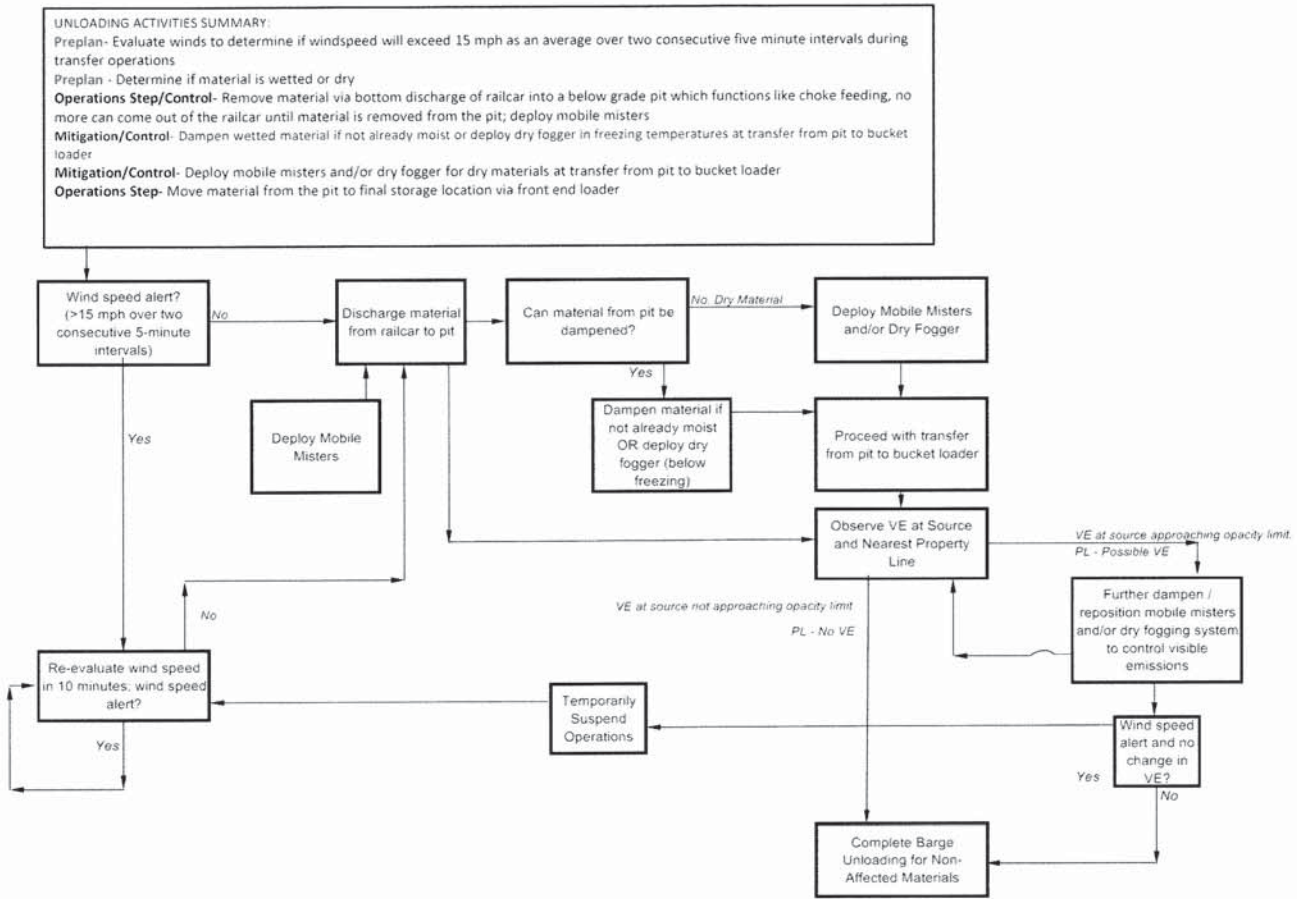 UNLOADING ACTIVITIES SUMMARY:
Preplan- Evaluate winds to determine if windspeed will exceed 15 mph as an average over two consecutive five minute intervals during
transfer operations
Preplan - Determine if material is wetted or dry
Operations Step/Control- Remove material via bottom discharge of railcar into a below grade pit which functions like choke feeding, no
more can come out of the railcar until material is removed from the pit; deploy mobile misters
Mitigation/Control- Dampen wetted material if not already moist or deploy dry fogger in freezing temperatures at transfer from pit to bucket
loader
Mitigation/Control- Deploy mobile misters and/or dry fogger for dry materials at transfer from pit to bucket loader
Operations Step- Move material from the pit to final storage location via front end loader
Wind speed alert?
(>15 mph over two
consecutive 5-minute
intervals)
No
Discharge material
from railcar to pit
Can material from pit be
dampened?
No. Dry Material
Deploy Mobile Misters
and/or Dry Fogger
Yes
Yes
Deploy Mobile
Misters
Dampen material if
not already moist
OR deploy dry
fogger (below
freezing)
Proceed with transfer
from pit to bucket loader
Observe VE at Source
and Nearest Property
Line
VE at source approaching opacity limit.
PL - Possible VE
VE at source not approaching opacity limit
PL - No VE
Further dampen /
reposition mobile misters
and/or dry fogging system
to control visible
emissions
No
Re-evaluate wind speed
in 10 minutes; wind speed
alert?
Yes
Temporarily
Suspend
Operations
Wind speed
alert and no
change in
VE?
Yes
No
Complete Barge
Unloading for Non-
Affected Materials